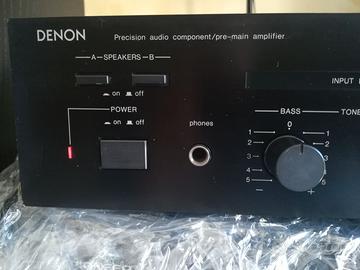 DENON Precision audio component/pre-main amplifier
A–SPEAKERS–B
on off
INPUT
POWER
on off
phones
BASS TONE
0
1 1
2 2
3 3
4 4
5 5
− +